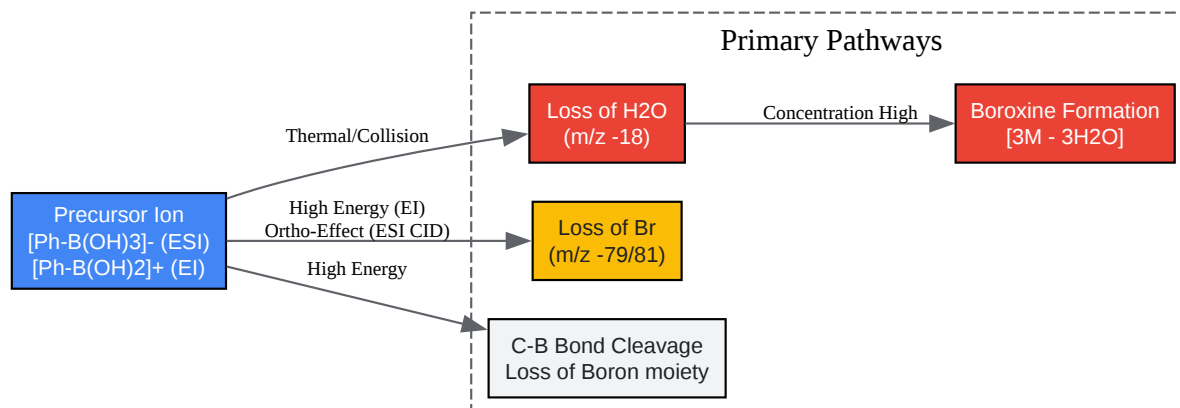 Primary Pathways
Loss of H2O
(m/z -18)
Concentration High
Boroxine Formation
[3M - 3H2O]
Thermal/Collision
Precursor Ion
[Ph-B(OH)3]- (ESI)
[Ph-B(OH)2]+ (EI)
High Energy (EI)
Ortho-Effect (ESI CID)
Loss of Br
(m/z -79/81)
High Energy
C-B Bond Cleavage
Loss of Boron moiety